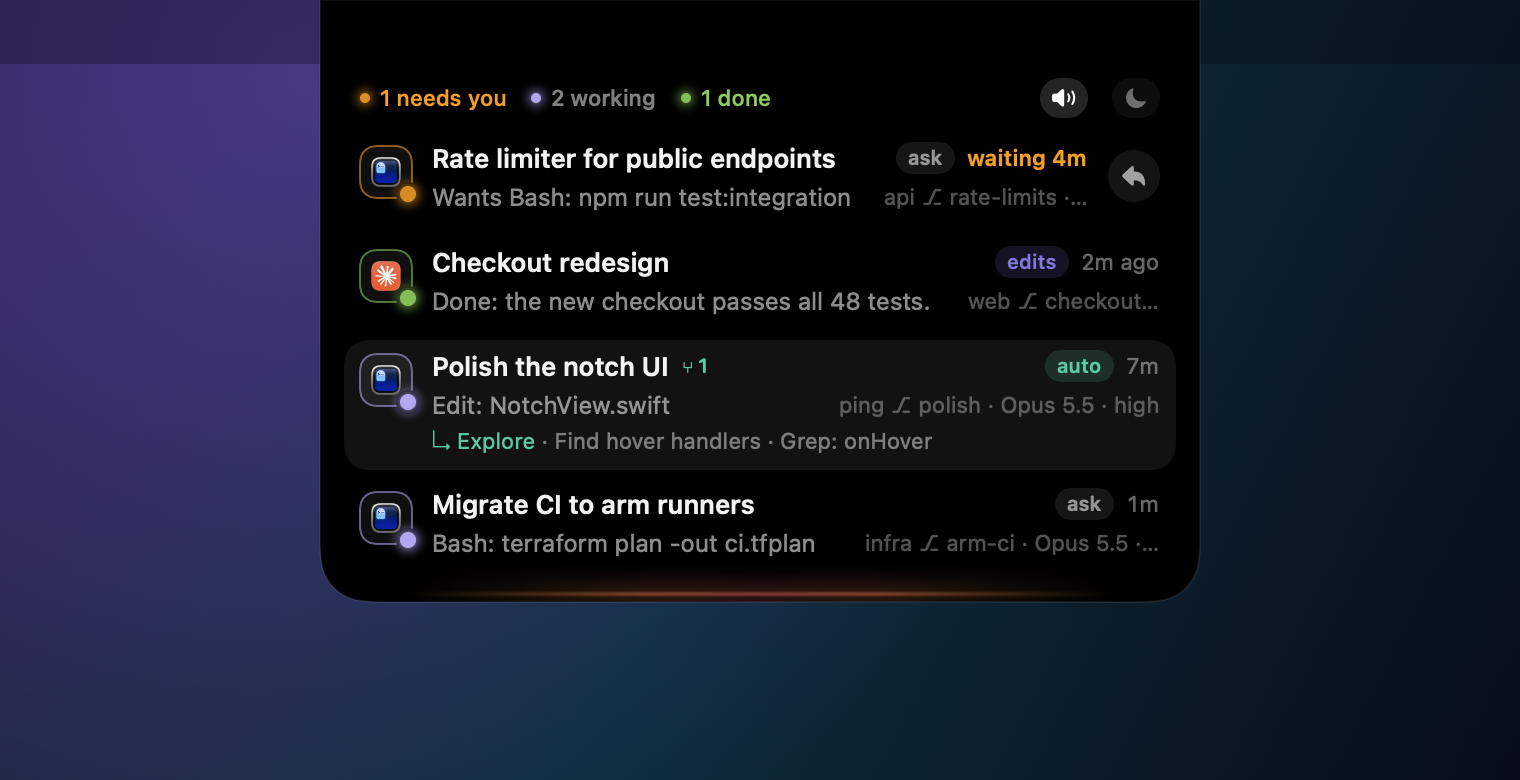 1 needs you 2 working 1 done
Rate limiter for public endpoints ask waiting 4m
Wants Bash: npm run test:integration api ⌥ rate-limits ·…
Checkout redesign edits 2m ago
Done: the new checkout passes all 48 tests. web ⌥ checkout…
Polish the notch UI ⑂ 1 auto 7m
Edit: NotchView.swift ping ⌥ polish · Opus 5.5 · high
Explore · Find hover handlers · Grep: onHover
Migrate CI to arm runners ask 1m
Bash: terraform plan -out ci.tfplan infra ⌥ arm-ci · Opus 5.5 ·…